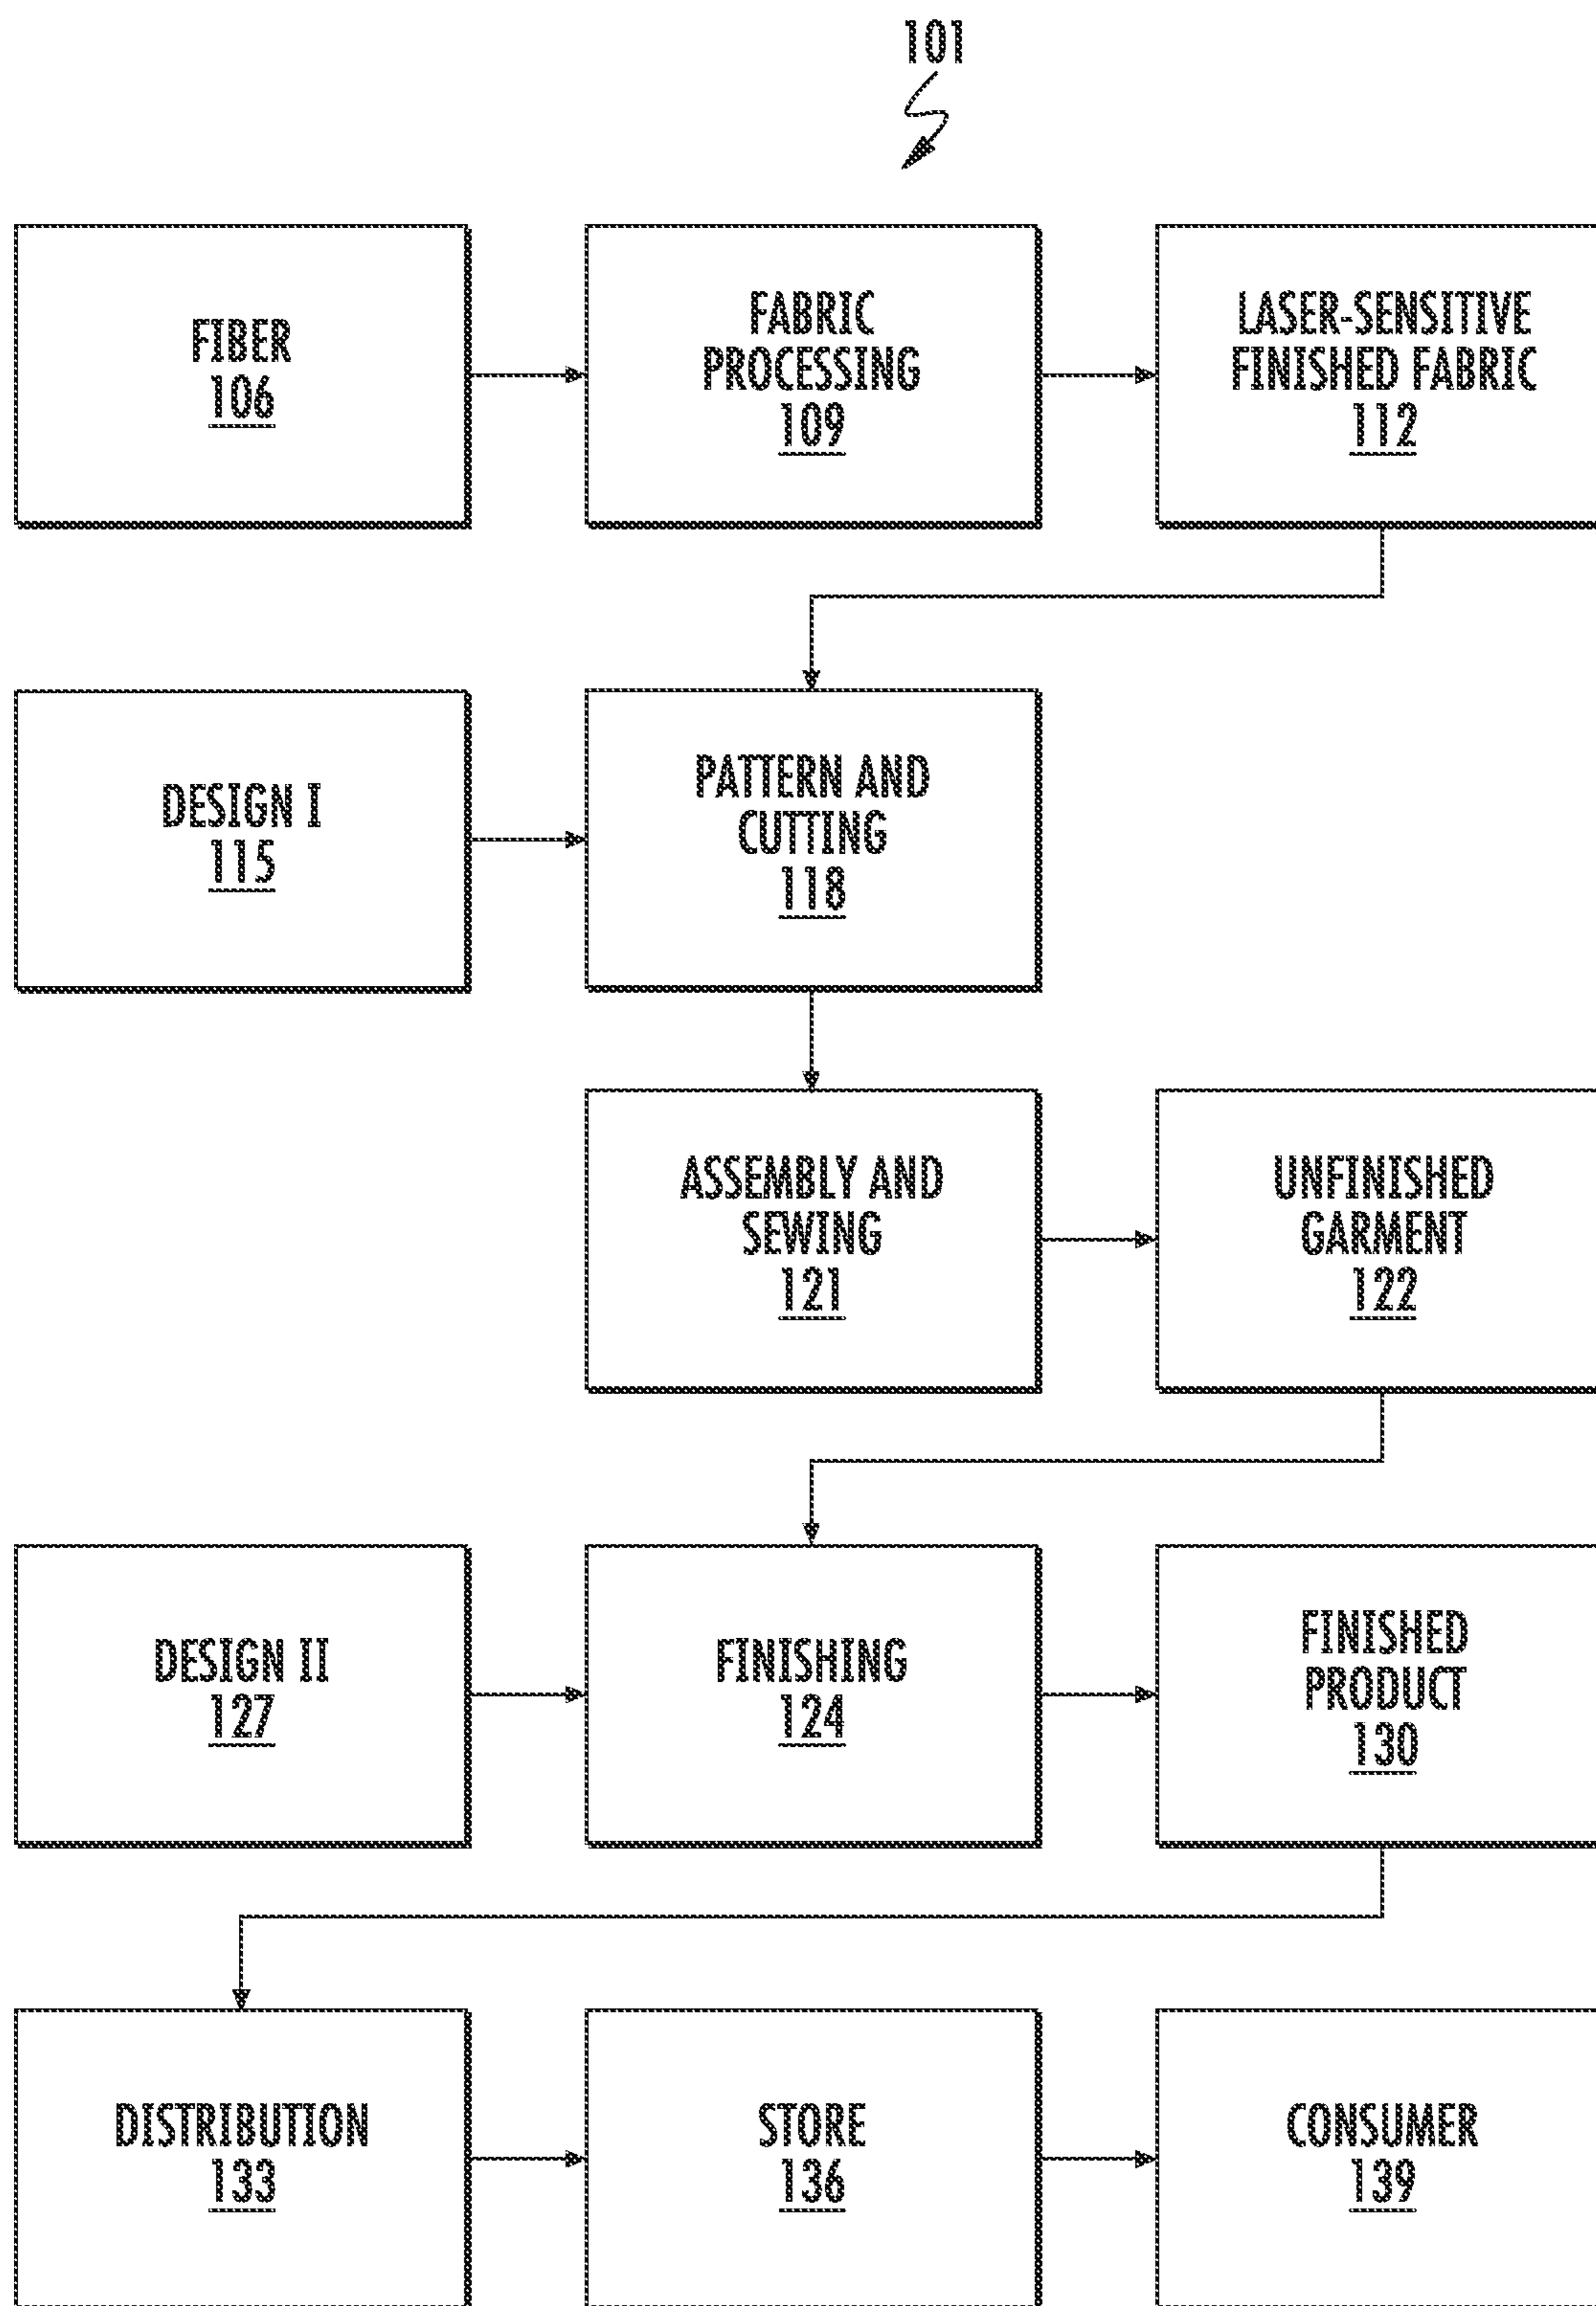 101
FIBER
106
FABRIC
PROCESSING
109
LASER-SENSITIVE
FINISHED FABRIC
112
DESIGN I
115
PATTERN AND
CUTTING
118
ASSEMBLY AND
SEWING
121
UNFINISHED
GARMENT
122
DESIGN II
127
FINISHING
124
FINISHED
PRODUCT
130
DISTRIBUTION
133
STORE
136
CONSUMER
139